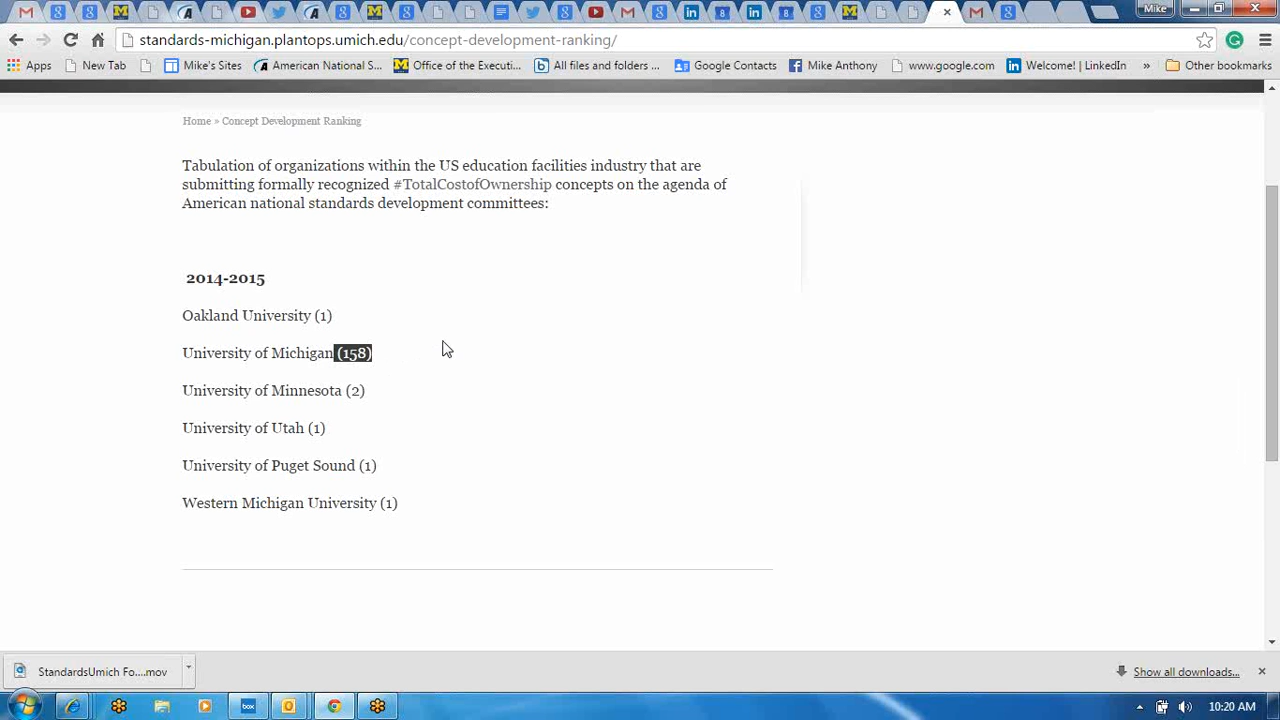 Mike
standards-michigan.plantops.umich.edu/concept-development-ranking/
Apps New Tab Mike's Sites American National S... Office of the Executi... All files and folders ... Google Contacts Mike Anthony www.google.com Welcome! | LinkedIn » Other bookmarks
Home » Concept Development Ranking
Tabulation of organizations within the US education facilities industry that are
submitting formally recognized #TotalCostofOwnership concepts on the agenda of
American national standards development committees:
2014-2015
Oakland University (1)
University of Michigan (158)
University of Minnesota (2)
University of Utah (1)
University of Puget Sound (1)
Western Michigan University (1)
StandardsUmich Fo....mov
Show all downloads...
box
10:20 AM